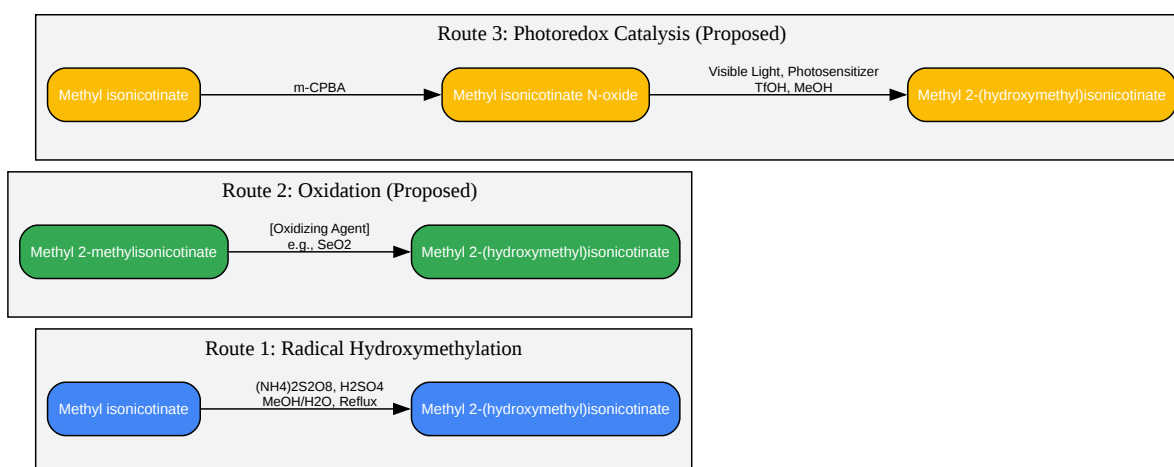 Route 3: Photoredox Catalysis (Proposed)
Methyl isonicotinate
m-CPBA
Methyl isonicotinate N-oxide
Visible Light, Photosensitizer
TfOH, MeOH
Methyl 2-(hydroxymethyl)isonicotinate
Route 2: Oxidation (Proposed)
Methyl 2-methylisonicotinate
[Oxidizing Agent]
e.g., SeO2
Methyl 2-(hydroxymethyl)isonicotinate
Route 1: Radical Hydroxymethylation
Methyl isonicotinate
(NH4)2S2O8, H2SO4
MeOH/H2O, Reflux
Methyl 2-(hydroxymethyl)isonicotinate